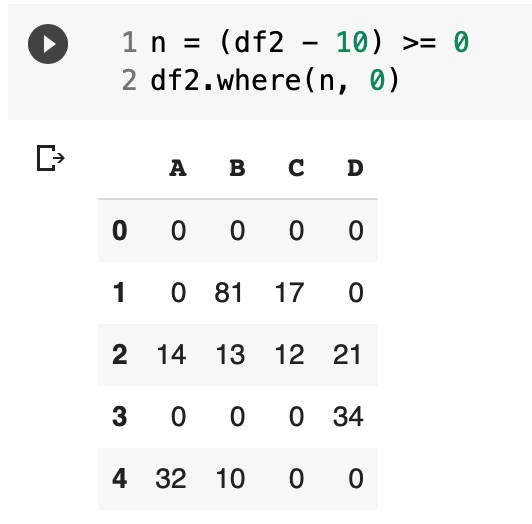 1 n = (df2 - 10) >= 0
2 df2.where(n, 0)
A B C D
0 0 0 0 0
1 0 81 17 0
2 14 13 12 21
3 0 0 0 34
4 32 10 0 0